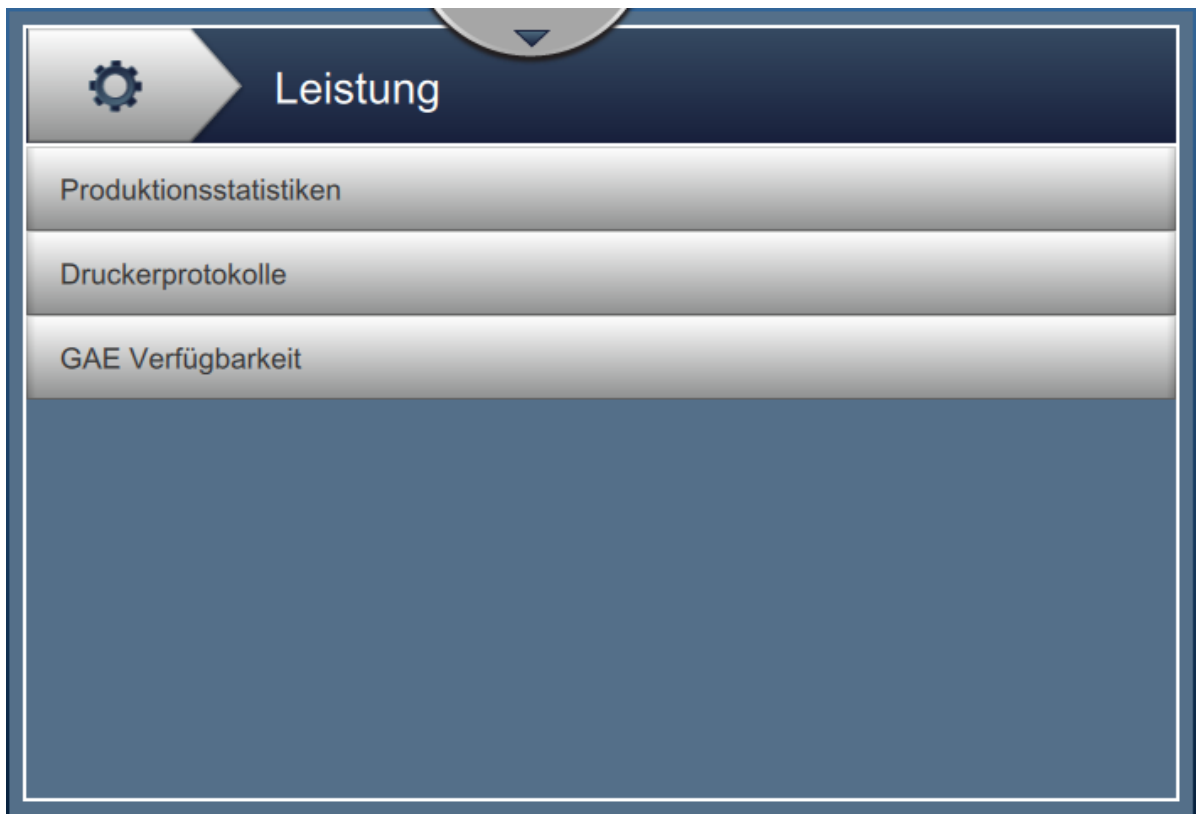 Leistung
Produktionsstatistiken
Druckerprotokolle
GAE Verfügbarkeit